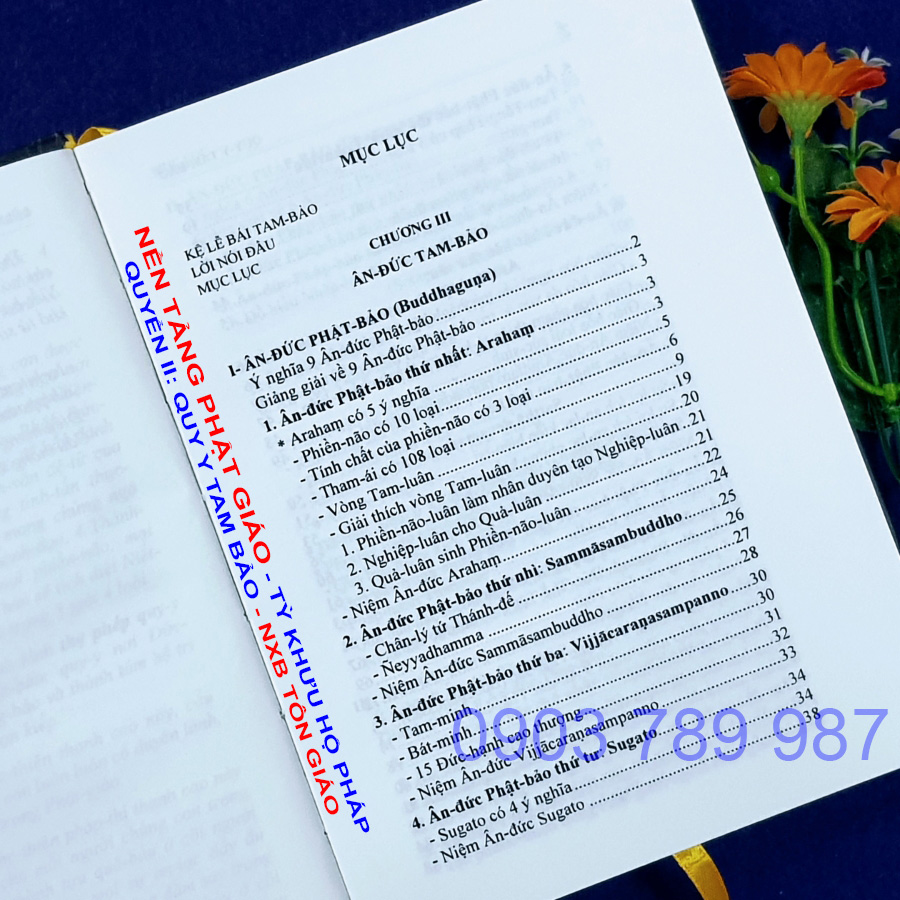 MỤC LỤC
KỆ LỄ BÁI TAM-BẢO
LỜI NÓI ĐẦU
MỤC LỤC
CHƯƠNG III
ÂN-ĐỨC TAM-BẢO
I- ÂN-ĐỨC PHẬT-BẢO (Buddhaguṇa)
Ý nghĩa 9 Ân-đức Phật-bảo ........ 2
Giảng giải về 9 Ân-đức Phật-bảo ........ 3
1. Ân-đức Phật-bảo thứ nhất: Arahaṃ ........ 3
* Arahaṃ có 5 ý nghĩa ........ 3
- Phiền-não có 10 loại ........ 5
- Tính chất của phiền-não có 3 loại ........ 6
- Tham-ái có 108 loại ........ 9
- Vòng Tam-luân ........ 19
- Giải thích vòng Tam-luân ........ 20
1. Phiền-não-luân làm nhân duyên tạo Nghiệp-luân ..21
2. Nghiệp-luân cho Quả-luân ........ 21
3. Quả-luân sinh Phiền-não-luân ........ 22
- Niệm Ân-đức Arahaṃ ........ 24
2. Ân-đức Phật-bảo thứ nhì: Sammāsambuddho ........ 25
- Chân-lý tứ Thánh-đế ........ 26
- Ñeyyadhamma ........ 27
- Niệm Ân-đức Sammāsambuddho ........ 28
3. Ân-đức Phật-bảo thứ ba: Vijjācaraṇasampanno ........ 30
- Tam-minh ........ 30
- Bát-minh ........ 31
- 15 Đức-hạnh cao thượng ........ 32
- Niệm Ân-đức Vijjācaraṇasampanno ........ 33
4. Ân-đức Phật-bảo thứ tư: Sugato ........ 34
- Sugato có 4 ý nghĩa ........ 34
- Niệm Ân-đức Sugato ........ 38
NỀN TẢNG PHẬT GIÁO - TỲ KHƯU HỘ PHÁP
QUYỂN II: QUY Y TAM BẢO - NXB TÔN GIÁO
0903 789 987